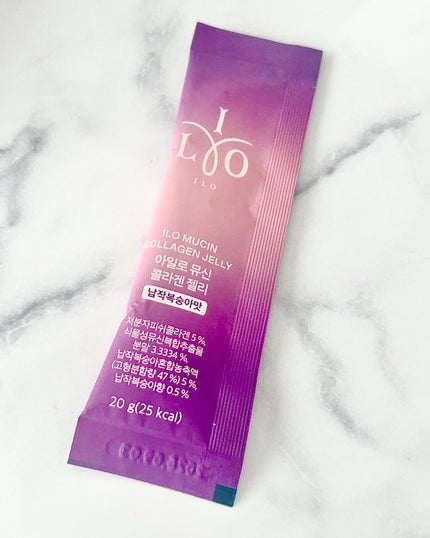 I
L O
ILO
ILO MUCIN
COLLAGEN JELLY
아일로 뮤신
콜라겐 젤리
납작복숭아맛
저분자피쉬콜라겐 5 %,
식물성뮤신복합추출물
분말 3.3334 %,
납작복숭아혼합농축액
(고형분함량 47 %) 5 %,
납작복숭아향 0.5 %
20 g(25 kcal)